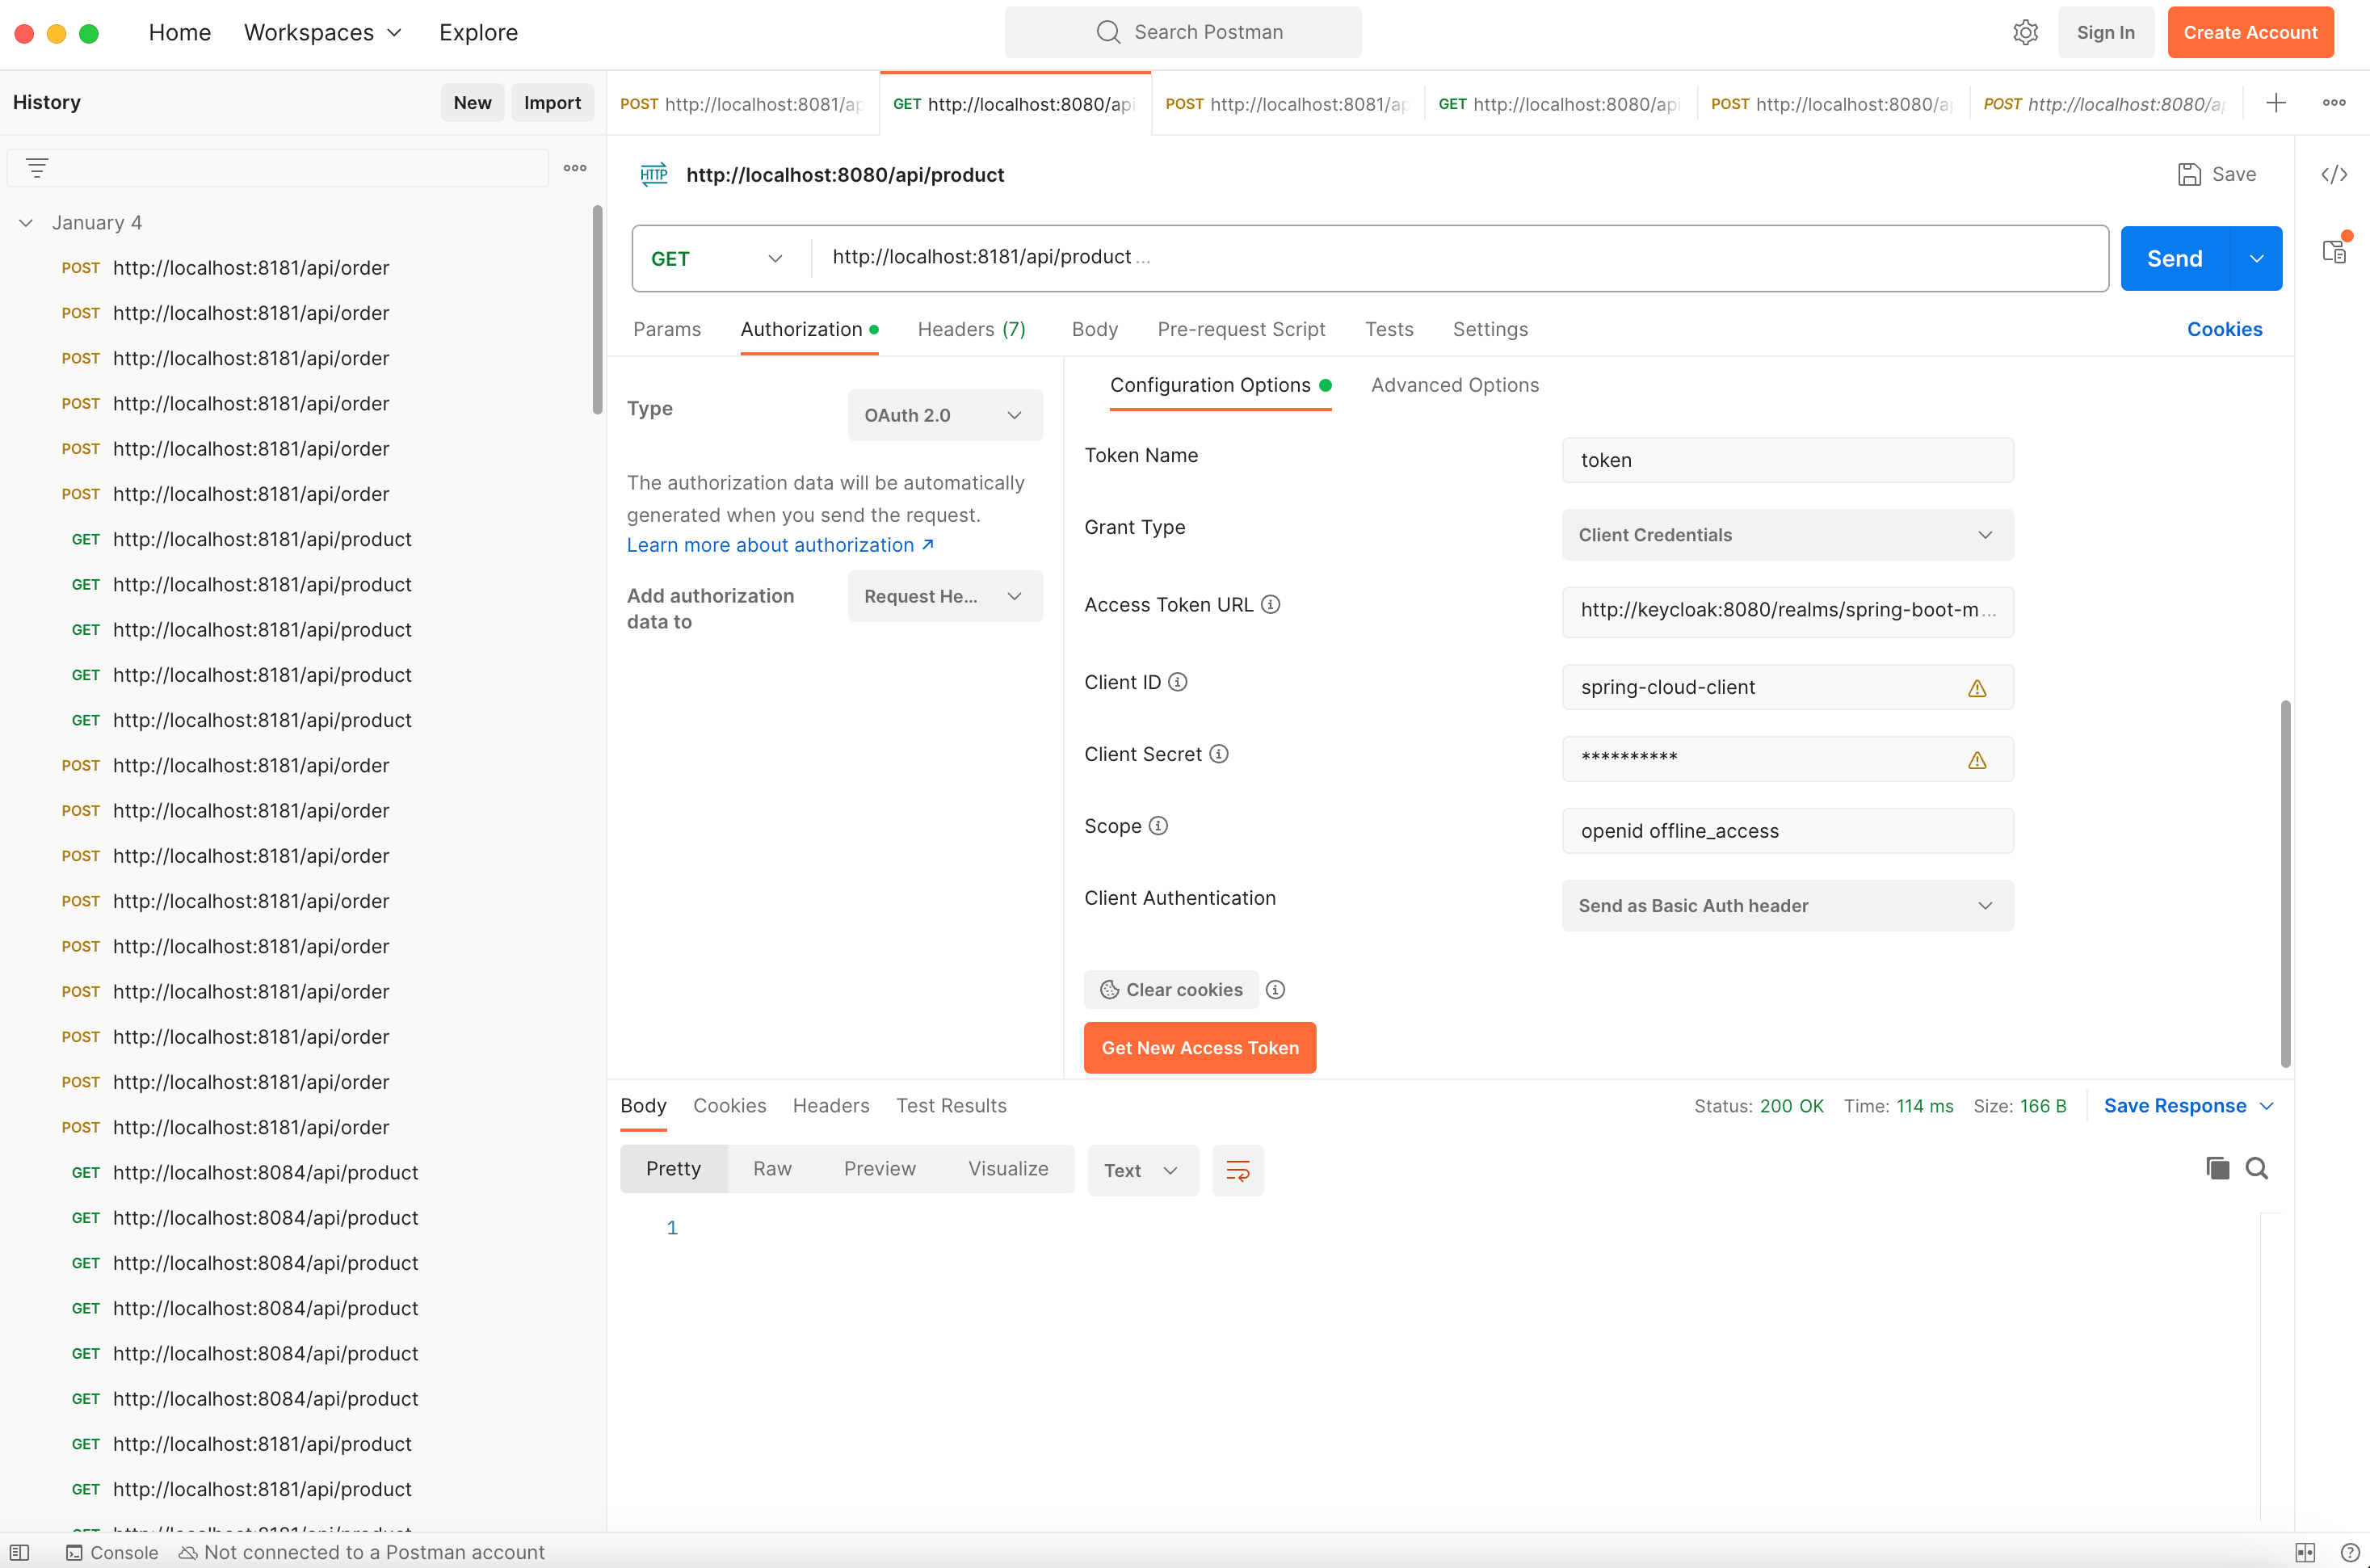 Home Workspaces Explore Search Postman Sign In Create Account
History New Import
POST http://localhost:8081/ap GET http://localhost:8080/api POST http://localhost:8081/ap GET http://localhost:8080/api POST http://localhost:8080/ap POST http://localhost:8080/ap
HTTP http://localhost:8080/api/product Save
January 4
POST http://localhost:8181/api/order
POST http://localhost:8181/api/order
POST http://localhost:8181/api/order
POST http://localhost:8181/api/order
POST http://localhost:8181/api/order
POST http://localhost:8181/api/order
GET http://localhost:8181/api/product
GET http://localhost:8181/api/product
GET http://localhost:8181/api/product
GET http://localhost:8181/api/product
GET http://localhost:8181/api/product
POST http://localhost:8181/api/order
POST http://localhost:8181/api/order
POST http://localhost:8181/api/order
POST http://localhost:8181/api/order
POST http://localhost:8181/api/order
POST http://localhost:8181/api/order
POST http://localhost:8181/api/order
POST http://localhost:8181/api/order
POST http://localhost:8181/api/order
GET http://localhost:8084/api/product
GET http://localhost:8084/api/product
GET http://localhost:8084/api/product
GET http://localhost:8084/api/product
GET http://localhost:8084/api/product
GET http://localhost:8084/api/product
GET http://localhost:8181/api/product
GET http://localhost:8181/api/product
GET http://localhost:8181/api/product
GET http://localhost:8181/api/product... Send
Params Authorization Headers (7) Body Pre-request Script Tests Settings Cookies
Type OAuth 2.0
The authorization data will be automatically
generated when you send the request.
Learn more about authorization ↗
Add authorization
data to
Request He...
Configuration Options Advanced Options
Token Name token
Grant Type Client Credentials
Access Token URL http://keycloak:8080/realms/spring-boot-m...
Client ID spring-cloud-client
Client Secret **********
Scope openid offline_access
Client Authentication Send as Basic Auth header
Clear cookies
Get New Access Token
Body Cookies Headers Test Results Status: 200 OK Time: 114 ms Size: 166 B Save Response
Pretty Raw Preview Visualize Text
1
Console Not connected to a Postman account